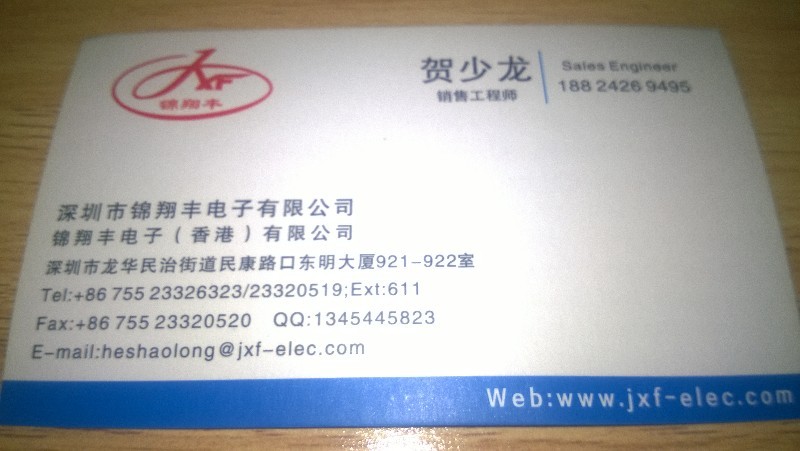 JXF
锦翔丰
贺少龙
销售工程师
Sales Engineer
188 2426 9495
深圳市锦翔丰电子有限公司
锦翔丰电子(香港)有限公司
深圳市龙华民治街道民康路口东明大厦921-922室
Tel:+86 755 23326323/23320519;Ext:611
Fax:+86 755 23320520 QQ:1345445823
E-mail:heshaolong@jxf-elec.com
Web:www.jxf-elec.com